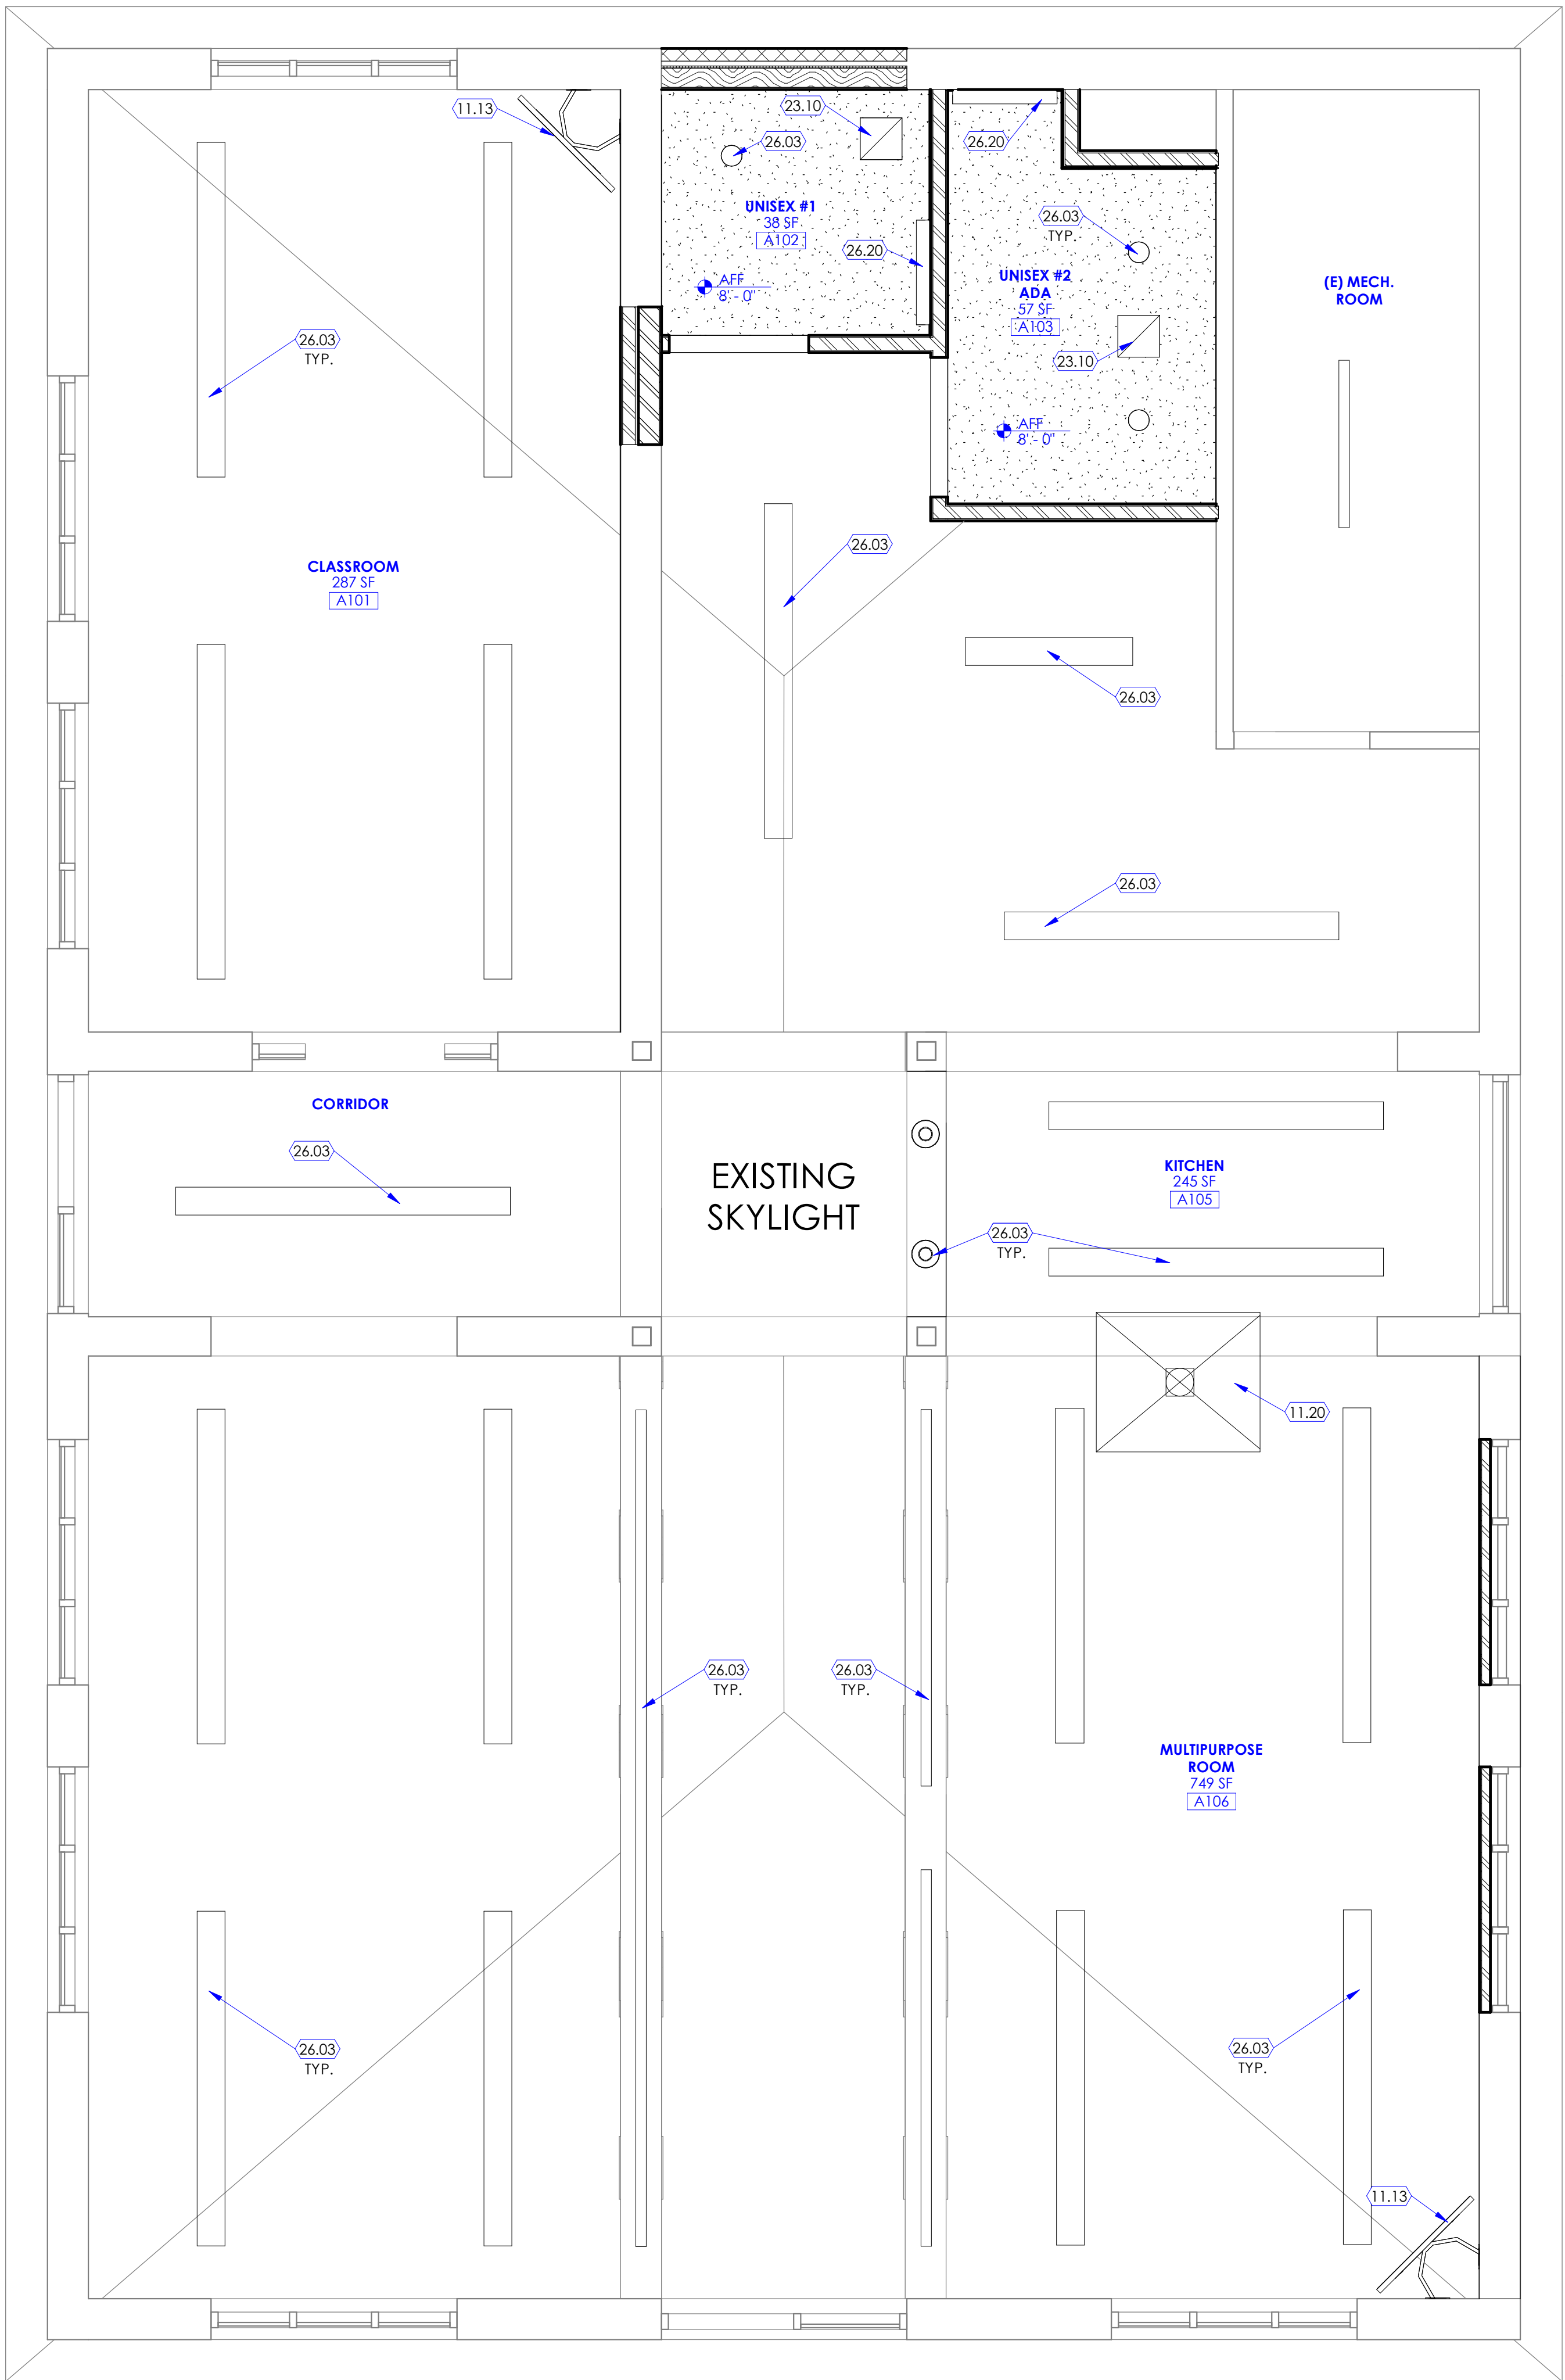 11.13
23.10
26.03
26.20
UNISEX #1
38 SF
A102
26.20
AFF
8' - 0"
26.03
TYP.
UNISEX #2
ADA
57 SF
A103
23.10
AFF
8' - 0"
(E) MECH.
ROOM
26.03
TYP.
CLASSROOM
287 SF
A101
26.03
26.03
26.03
CORRIDOR
26.03
EXISTING
SKYLIGHT
KITCHEN
245 SF
A105
26.03
TYP.
11.20
26.03
TYP.
26.03
TYP.
MULTIPURPOSE
ROOM
749 SF
A106
26.03
TYP.
26.03
TYP.
11.13